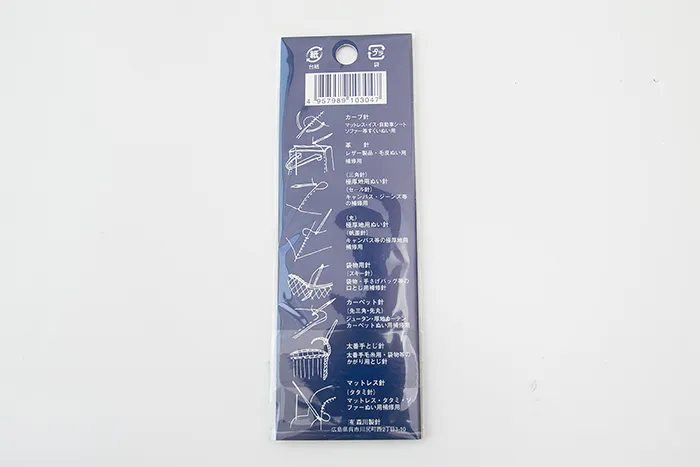 紙
プラ
台紙
袋
4 957989 103047
カーブ針
マットレス・イス・自動車シート
ソファー等すくいぬい用
革 針
レザー製品・毛皮ぬい用
補修用
(三角針)
極厚地用ぬい針
(セール針)
キャンバス・ジーンズ等
の補修用
(丸)
極厚地用ぬい針
(帆差針)
キャンバス等の極厚地用
補修用
袋物用針
(スキー針)
袋物・手さげバッグ等の
口とじ用補修針
カーペット針
(先三角・先丸)
ジュータン・厚地カーテン
カーペットぬい用補修用
太番手とじ針
太番手毛糸用・袋物等の
かがり用とじ針
マットレス針
(タタミ針)
マットレス・タタミ・ソ
ファーぬい用補修用
(有)森川製針
広島県呉市川尻町西2丁目3-10